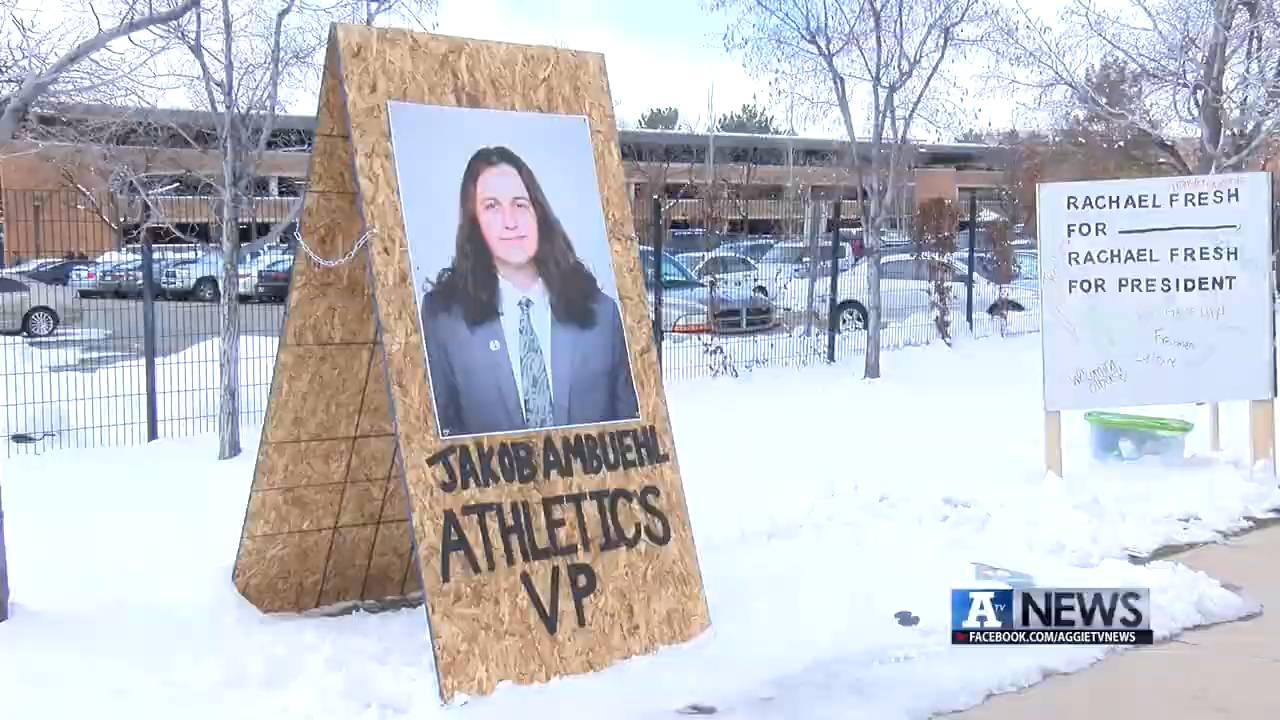 JAKOB AMBUEHL
ATHLETICS
VP
RACHAEL FRESH
FOR
RACHAEL FRESH
FOR PRESIDENT
A TV NEWS
FACEBOOK.COM/AGGIETVNEWS